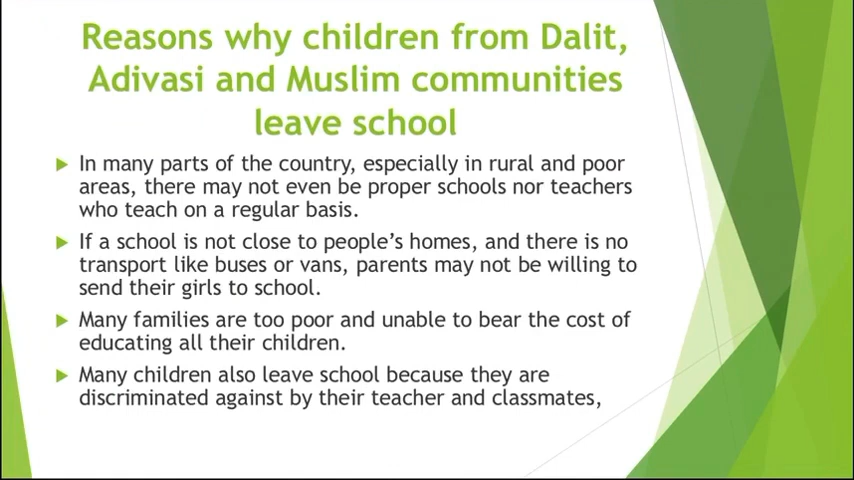 Reasons why children from Dalit,
Adivasi and Muslim communities
leave school
In many parts of the country, especially in rural and poor
areas, there may not even be proper schools nor teachers
who teach on a regular basis.
If a school is not close to people’s homes, and there is no
transport like buses or vans, parents may not be willing to
send their girls to school.
Many families are too poor and unable to bear the cost of
educating all their children.
Many children also leave school because they are
discriminated against by their teacher and classmates,